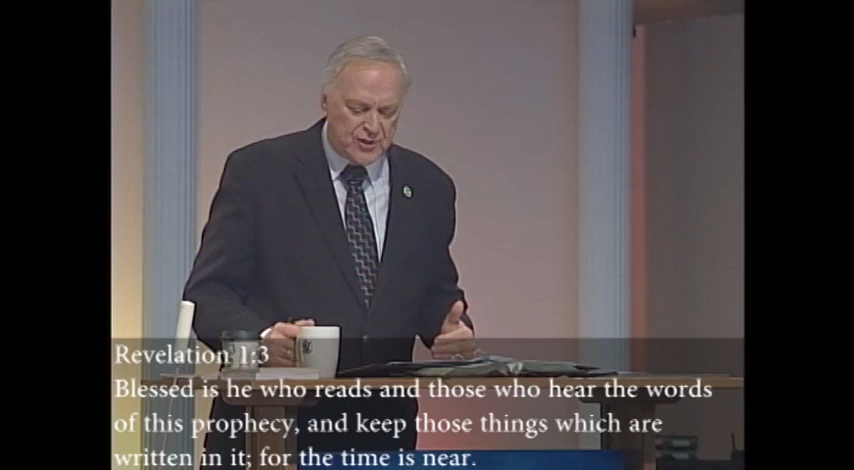 Revelation 1:3
Blessed is he who reads and those who hear the words
of this prophecy, and keep those things which are
written in it; for the time is near.